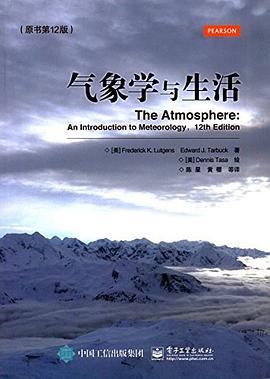 (原书第12版)
PEARSON
气象学与生活
The Atmosphere:
An Introduction to Meteorology, 12th Edition
◇ [美] Frederick K. Lutgens Edward J. Tarbuck 著
◇ [美] Dennis Tasa 绘
◇ 陈 星 黄 樱 等译
中国工信出版集团
电子工业出版社